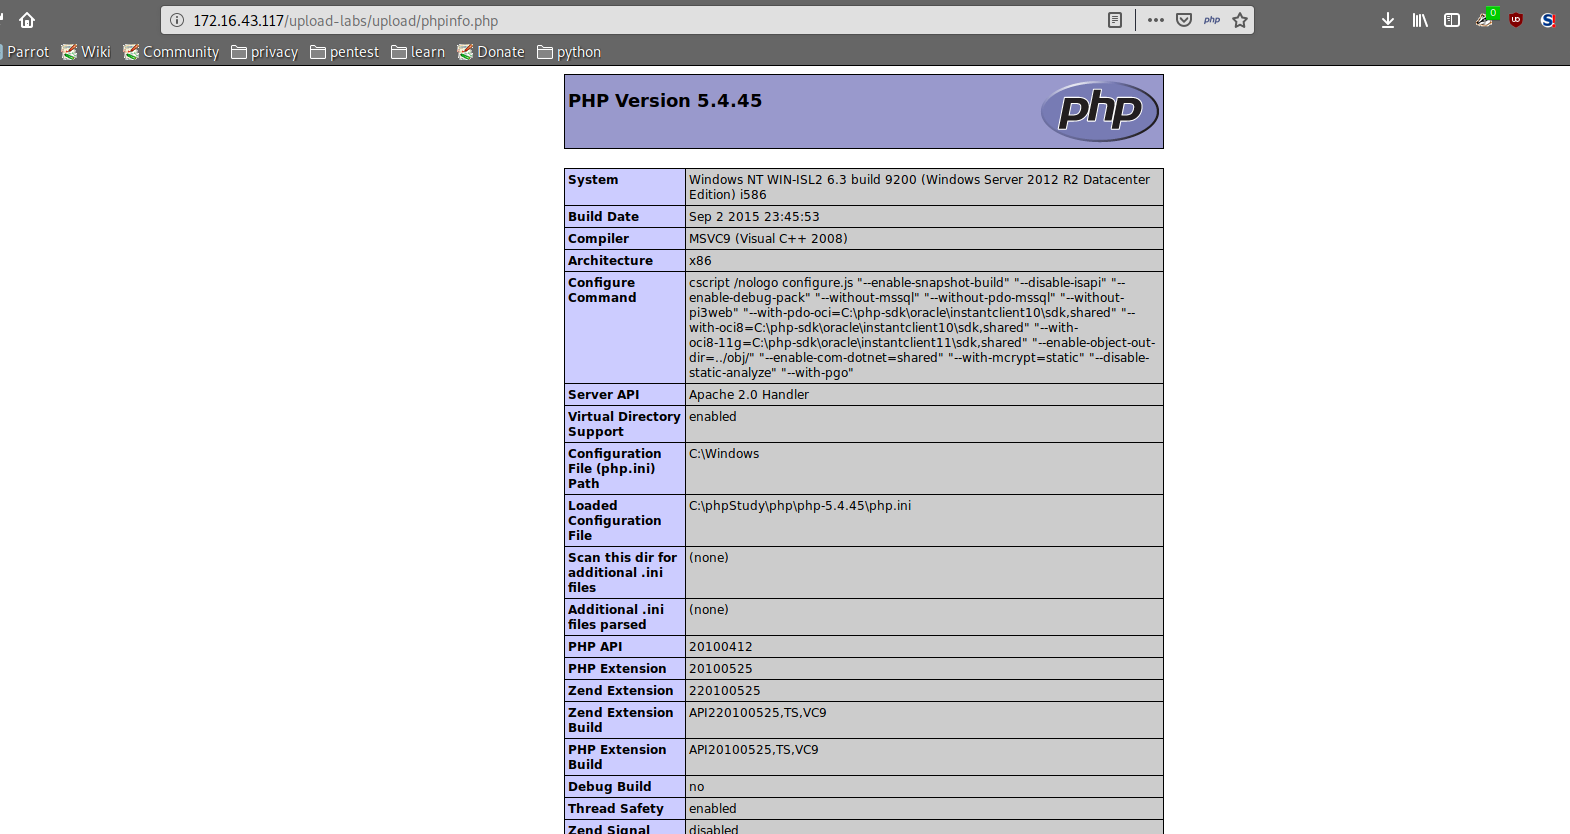 172.16.43.117/upload-labs/upload/phpinfo.php
php
0
Parrot Wiki Community privacy pentest learn Donate python
PHP Version 5.4.45
php
System Windows NT WIN-ISL2 6.3 build 9200 (Windows Server 2012 R2 Datacenter
Edition) i586
Build Date Sep 2 2015 23:45:53
Compiler MSVC9 (Visual C++ 2008)
Architecture x86
Configure cscript /nologo configure.js "--enable-snapshot-build" "--disable-isapi" "--
Command enable-debug-pack" "--without-mssql" "--without-pdo-mssql" "--without-
pi3web" "--with-pdo-oci=C:\php-sdk\oracle\instantclient10\sdk,shared" "--
with-oci8=C:\php-sdk\oracle\instantclient10\sdk,shared" "--with-
oci8-11g=C:\php-sdk\oracle\instantclient11\sdk,shared" "--enable-object-out-
dir=../obj/" "--enable-com-dotnet=shared" "--with-mcrypt=static" "--disable-
static-analyze" "--with-pgo"
Server API Apache 2.0 Handler
Virtual Directory enabled
Support
Configuration C:\Windows
File (php.ini)
Path
Loaded C:\phpStudy\php\php-5.4.45\php.ini
Configuration
File
Scan this dir for (none)
additional .ini
files
Additional .ini (none)
files parsed
PHP API 20100412
PHP Extension 20100525
Zend Extension 220100525
Zend Extension API220100525,TS,VC9
Build
PHP Extension API20100525,TS,VC9
Build
Debug Build no
Thread Safety enabled
Zend Signal disabled